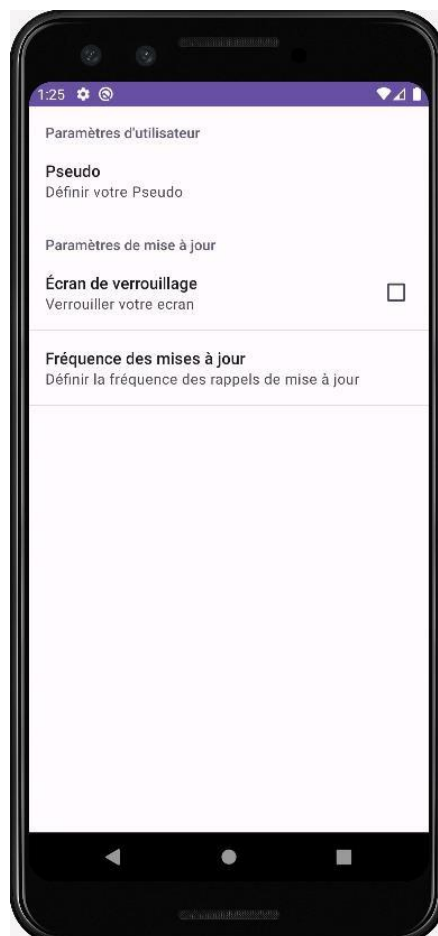 1:25
Paramètres d'utilisateur
Pseudo
Définir votre Pseudo
Paramètres de mise à jour
Écran de verrouillage
Verrouiller votre ecran
Fréquence des mises à jour
Définir la fréquence des rappels de mise à jour